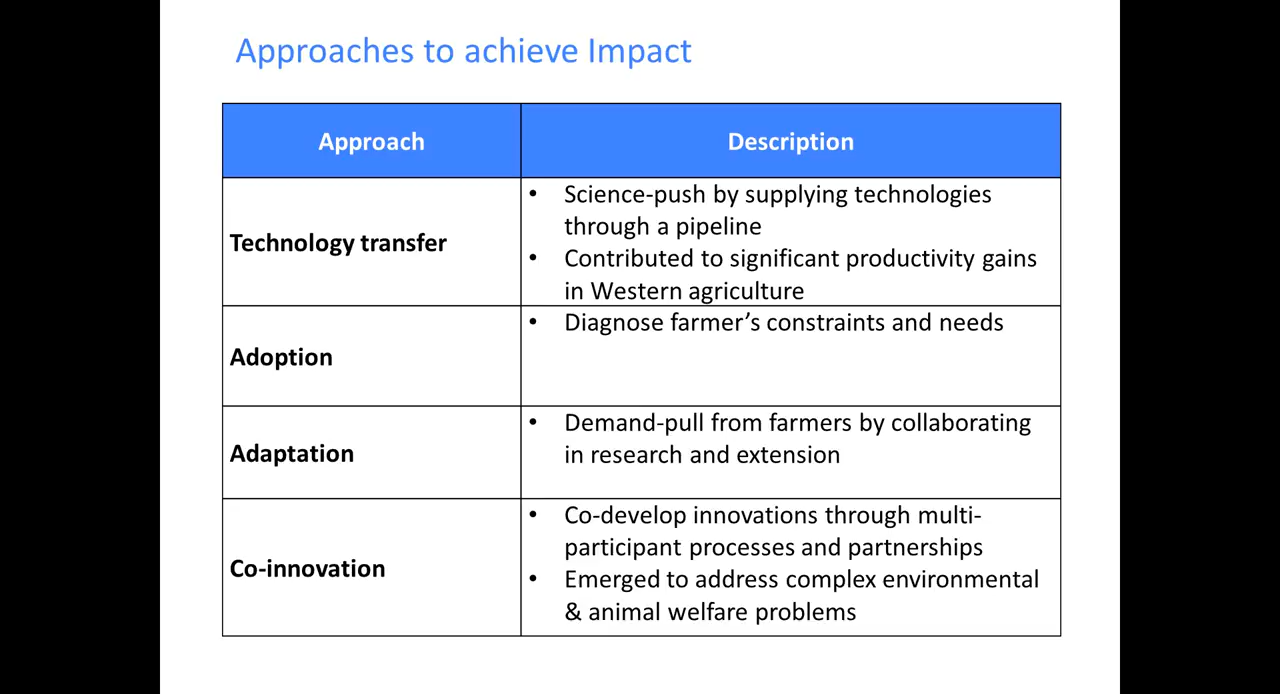 Approaches to achieve Impact
Approach
Description
Technology transfer
• Science-push by supplying technologies
through a pipeline
• Contributed to significant productivity gains
in Western agriculture
Adoption
• Diagnose farmer’s constraints and needs
Adaptation
• Demand-pull from farmers by collaborating
in research and extension
Co-innovation
• Co-develop innovations through multi-
participant processes and partnerships
• Emerged to address complex environmental
& animal welfare problems